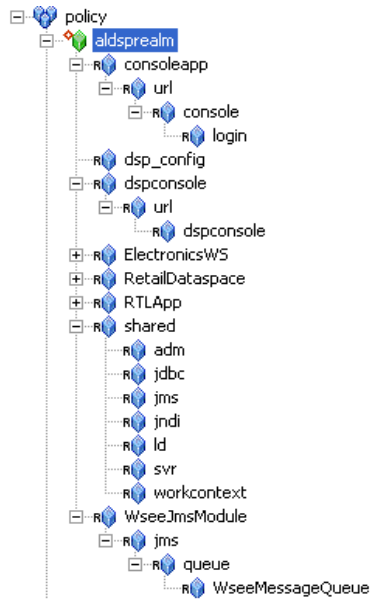 policy
aldsprealm
R consoleapp
R url
R console
R login
R dsp_config
R dspconsole
R url
R dspconsole
R ElectronicsWS
R RetailDataspace
R RTLApp
R shared
R adm
R jdbc
R jms
R jndi
R ld
R svr
R workcontext
R WseeJmsModule
R jms
R queue
R WseeMessageQueue